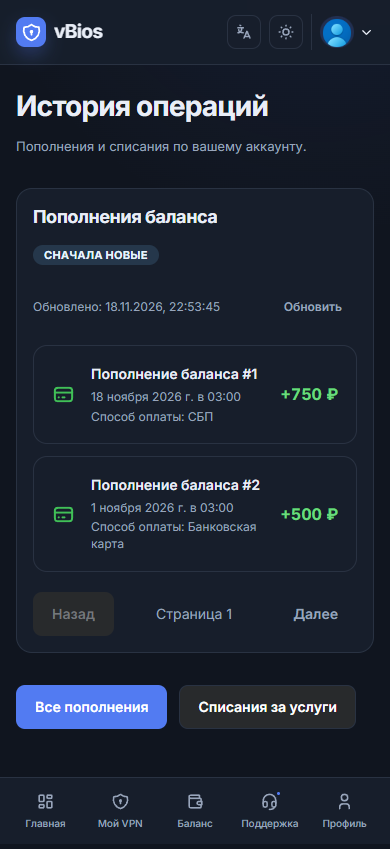 vBios
История операций
Пополнения и списания по вашему аккаунту.
Пополнения баланса
СНАЧАЛА НОВЫЕ
Обновлено: 18.11.2026, 22:53:45
Обновить
Пополнение баланса #1
18 ноября 2026 г. в 03:00
Способ оплаты: СБП
+750 ₽
Пополнение баланса #2
1 ноября 2026 г. в 03:00
Способ оплаты: Банковская
карта
+500 ₽
Назад
Страница 1
Далее
Все пополнения
Списания за услуги
Главная
Мой VPN
Баланс
Поддержка
Профиль